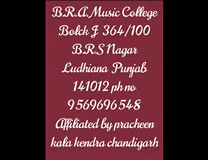 B.R.A. Music College
Bolck J 364/100
B.R.S Nagar
Ludhiana Punjab
141012 ph no
9569696548
Affiliated by pracheen
kala kendra chandigarh